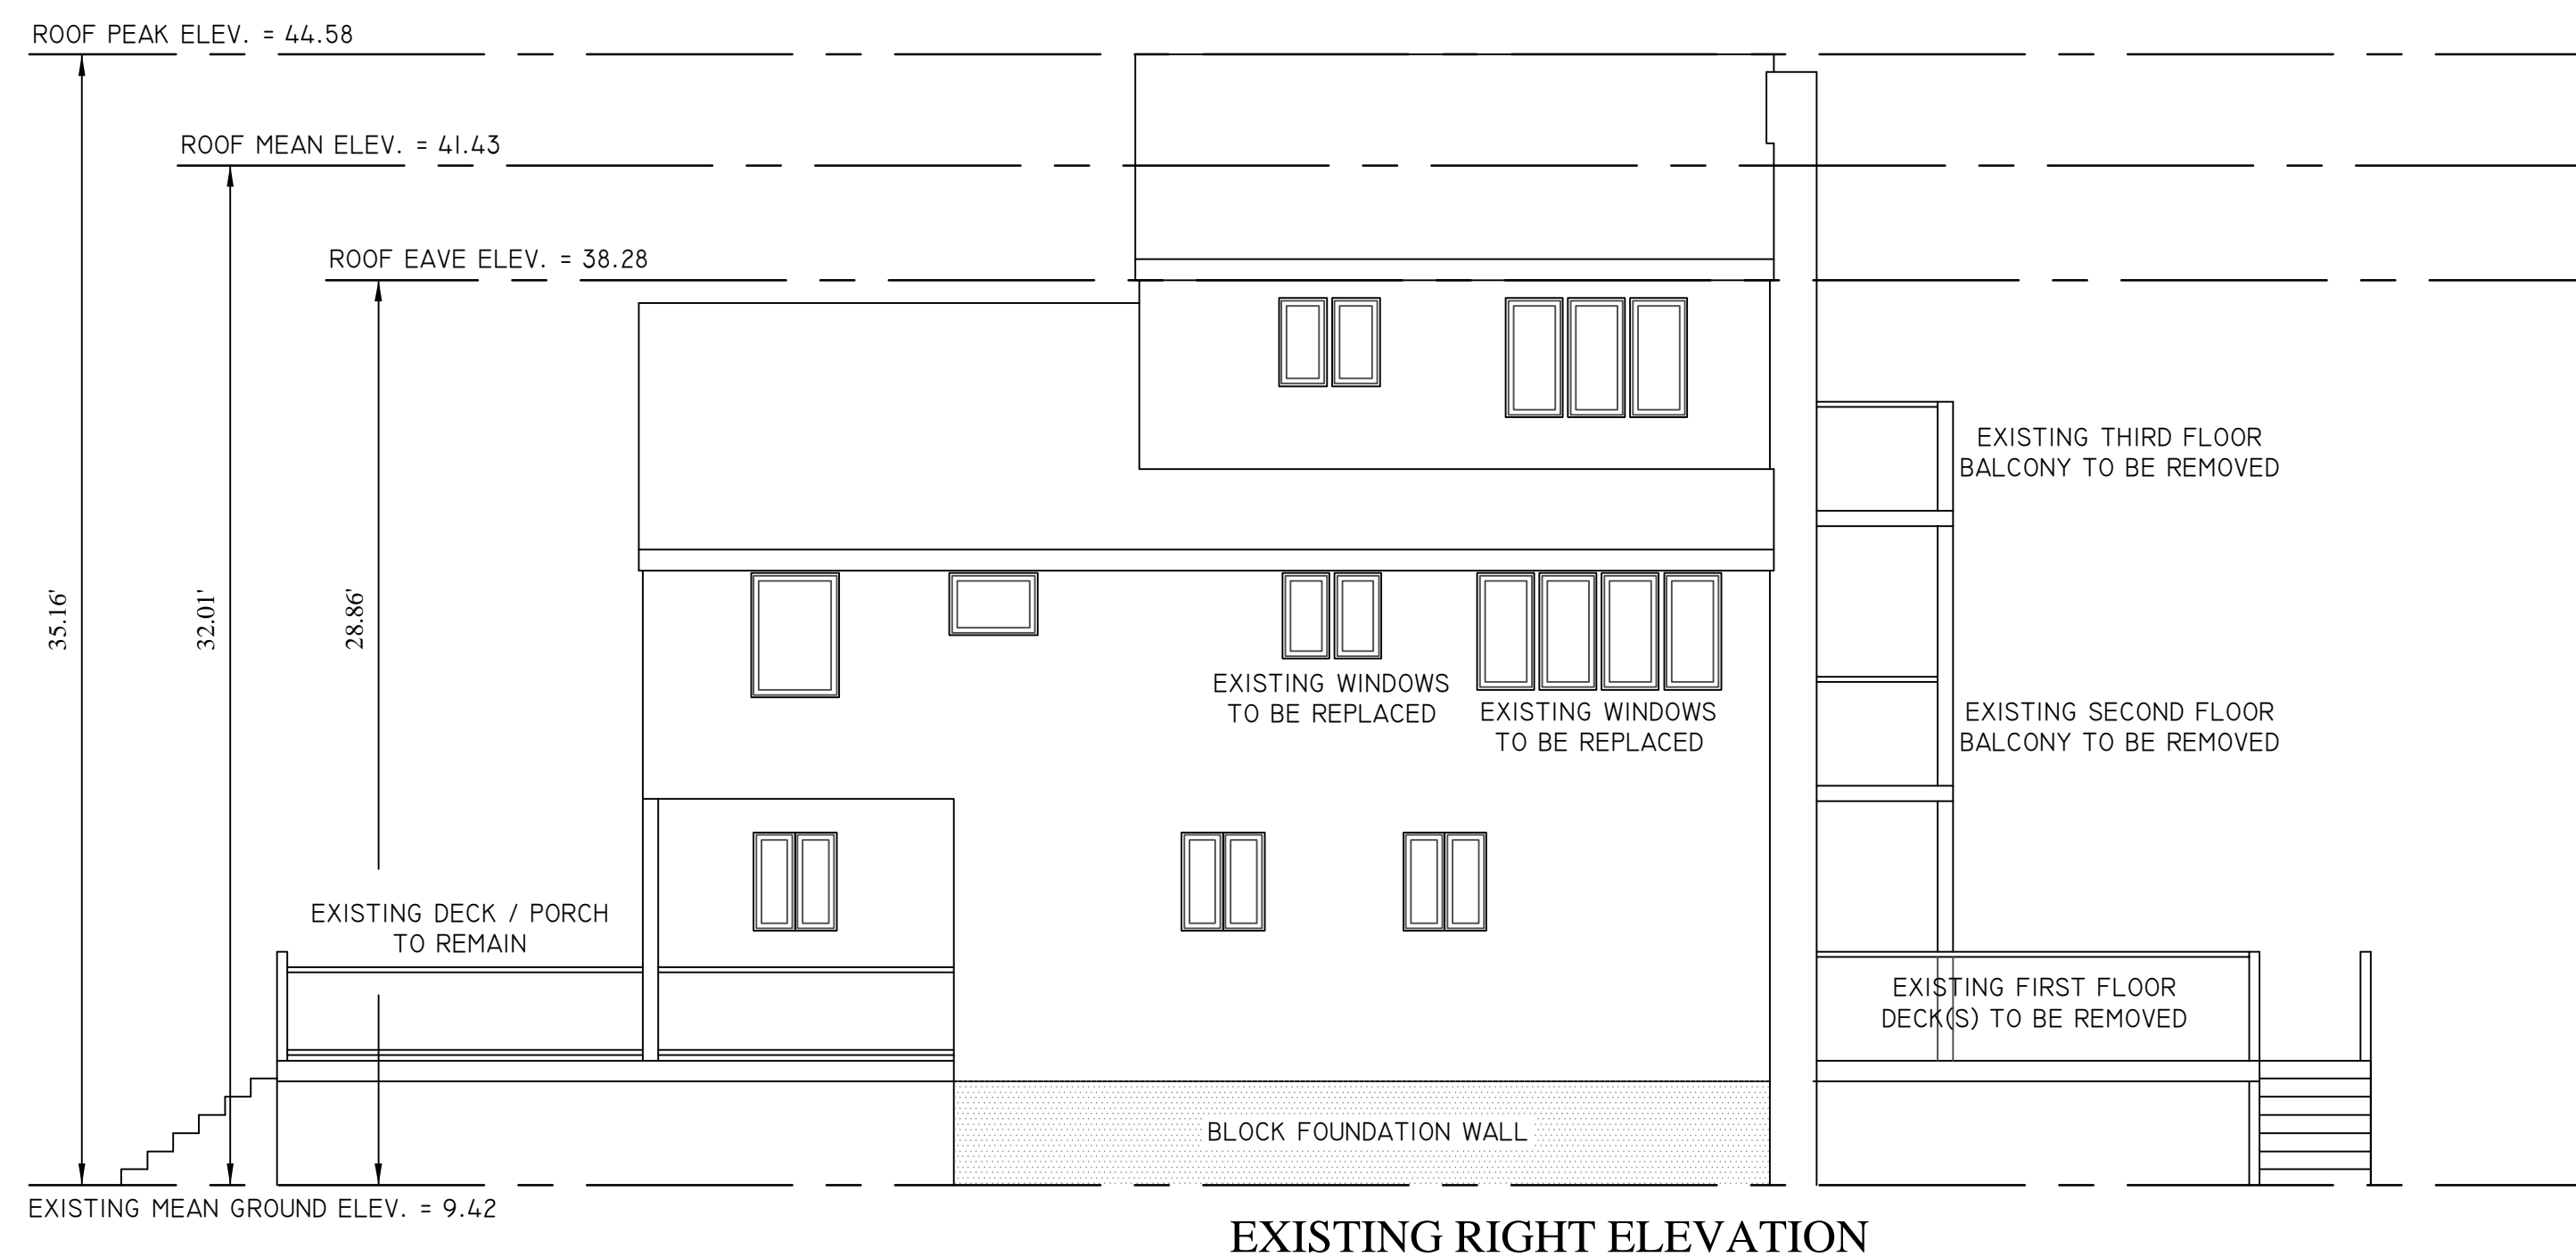 ROOF PEAK ELEV. = 44.58
ROOF MEAN ELEV. = 41.43
ROOF EAVE ELEV. = 38.28
EXISTING THIRD FLOOR
BALCONY TO BE REMOVED
35.16'
32.01'
28.86'
EXISTING WINDOWS
TO BE REPLACED
EXISTING WINDOWS
TO BE REPLACED
EXISTING SECOND FLOOR
BALCONY TO BE REMOVED
EXISTING DECK / PORCH
TO REMAIN
EXISTING FIRST FLOOR
DECK(S) TO BE REMOVED
BLOCK FOUNDATION WALL
EXISTING MEAN GROUND ELEV. = 9.42
EXISTING RIGHT ELEVATION